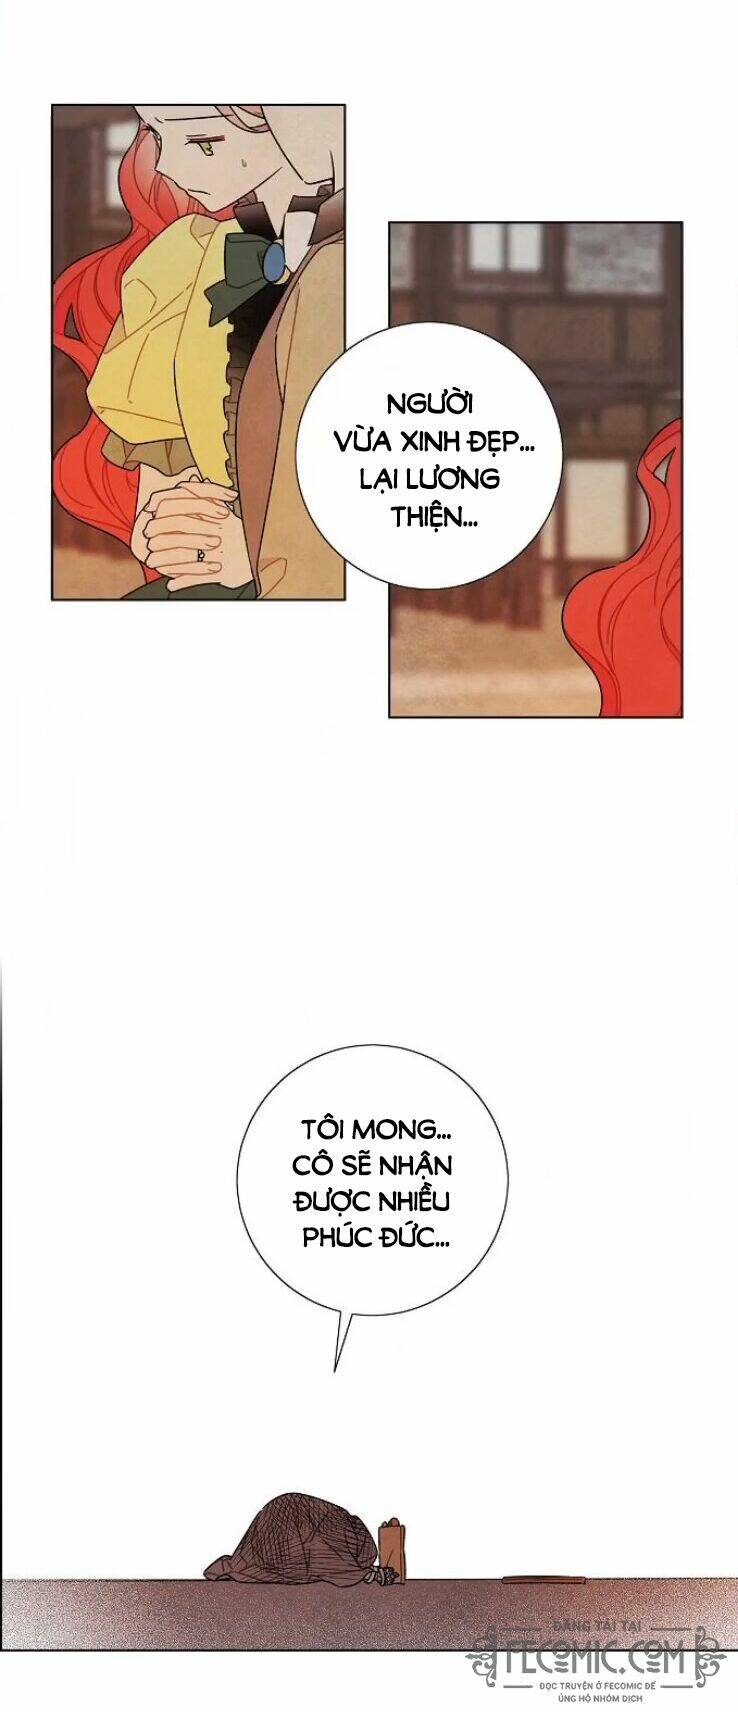 NGƯỜI
VỪA XINH ĐẸP...
LẠI LƯƠNG
THIỆN...
TÔI MONG...
CÔ SẼ NHẬN
ĐƯỢC NHIỀU
PHÚC ĐỨC...
ĐĂNG TẢI TẠI
FECOMIC.COM
ĐỌC TRUYỆN Ở FECOMIC ĐỂ
ỦNG HỘ NHÓM DỊCH